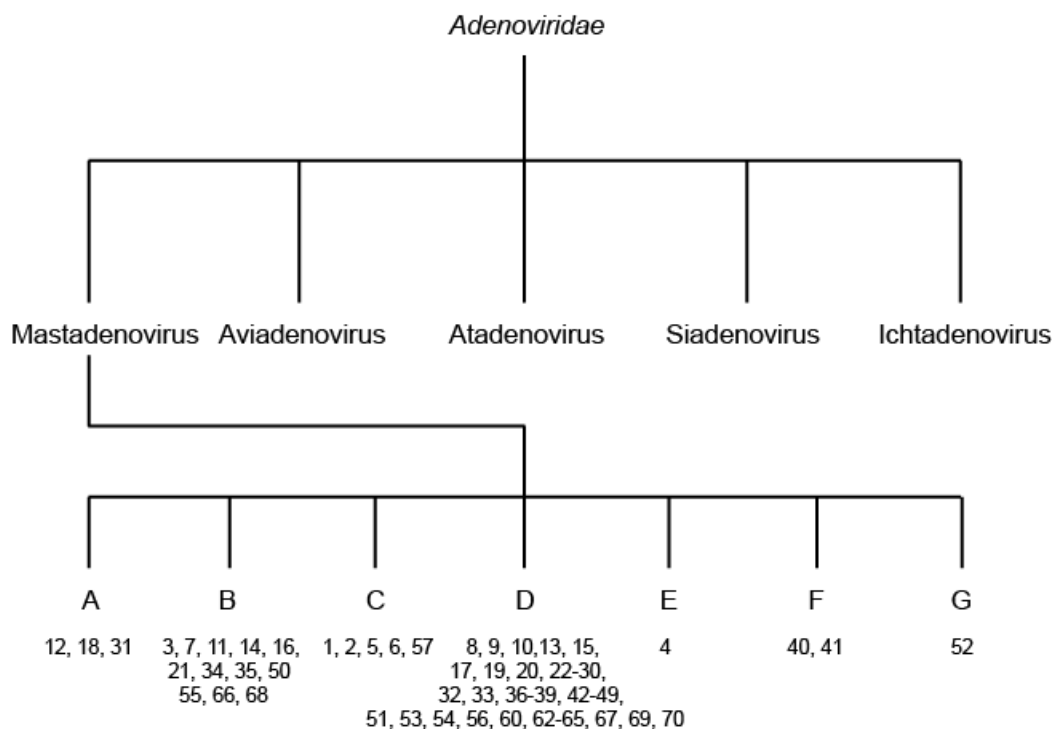 Adenoviridae
Mastadenovirus Aviadenovirus Atadenovirus Siadenovirus Ichtadenovirus
A B C D E F G
12, 18, 31 3, 7, 11, 14, 16, 1, 2, 5, 6, 57 8, 9, 10,13, 15, 4 40, 41 52
21, 34, 35, 50 17, 19, 20, 22-30,
55, 66, 68 32, 33, 36-39, 42-49,
51, 53, 54, 56, 60, 62-65, 67, 69, 70